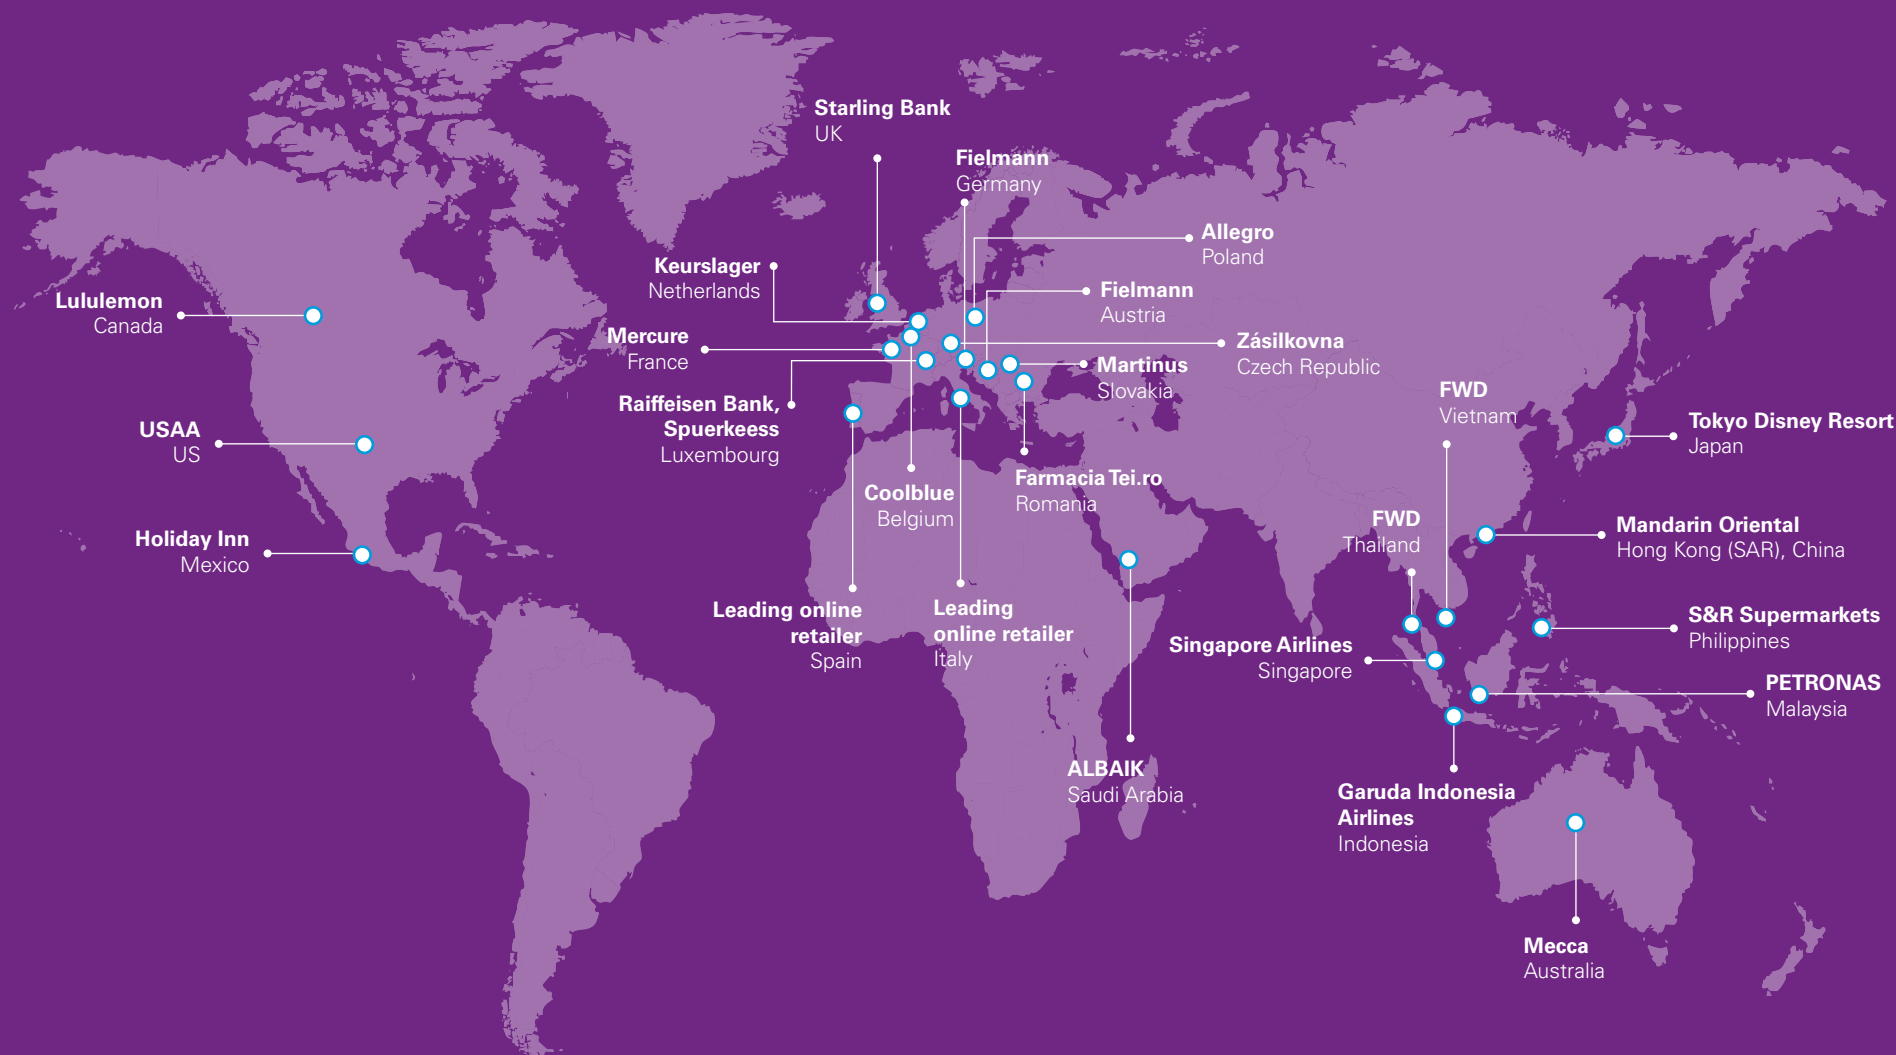 Starling Bank
UK
Fielmann
Germany
Allegro
Poland
Keurslager
Netherlands
Fielmann
Austria
Lululemon
Canada
Mercure
France
Zásilkovna
Czech Republic
Martinus
Slovakia
Raiffeisen Bank,
Spuerkeess
Luxembourg
FWD
Vietnam
Tokyo Disney Resort
Japan
USAA
US
Coolblue
Belgium
Farmacia Tei.ro
Romania
FWD
Thailand
Mandarin Oriental
Hong Kong (SAR), China
Holiday Inn
Mexico
Leading online
retailer
Spain
Leading
online retailer
Italy
Singapore Airlines
Singapore
S&R Supermarkets
Philippines
PETRONAS
Malaysia
ALBAIK
Saudi Arabia
Garuda Indonesia
Airlines
Indonesia
Mecca
Australia